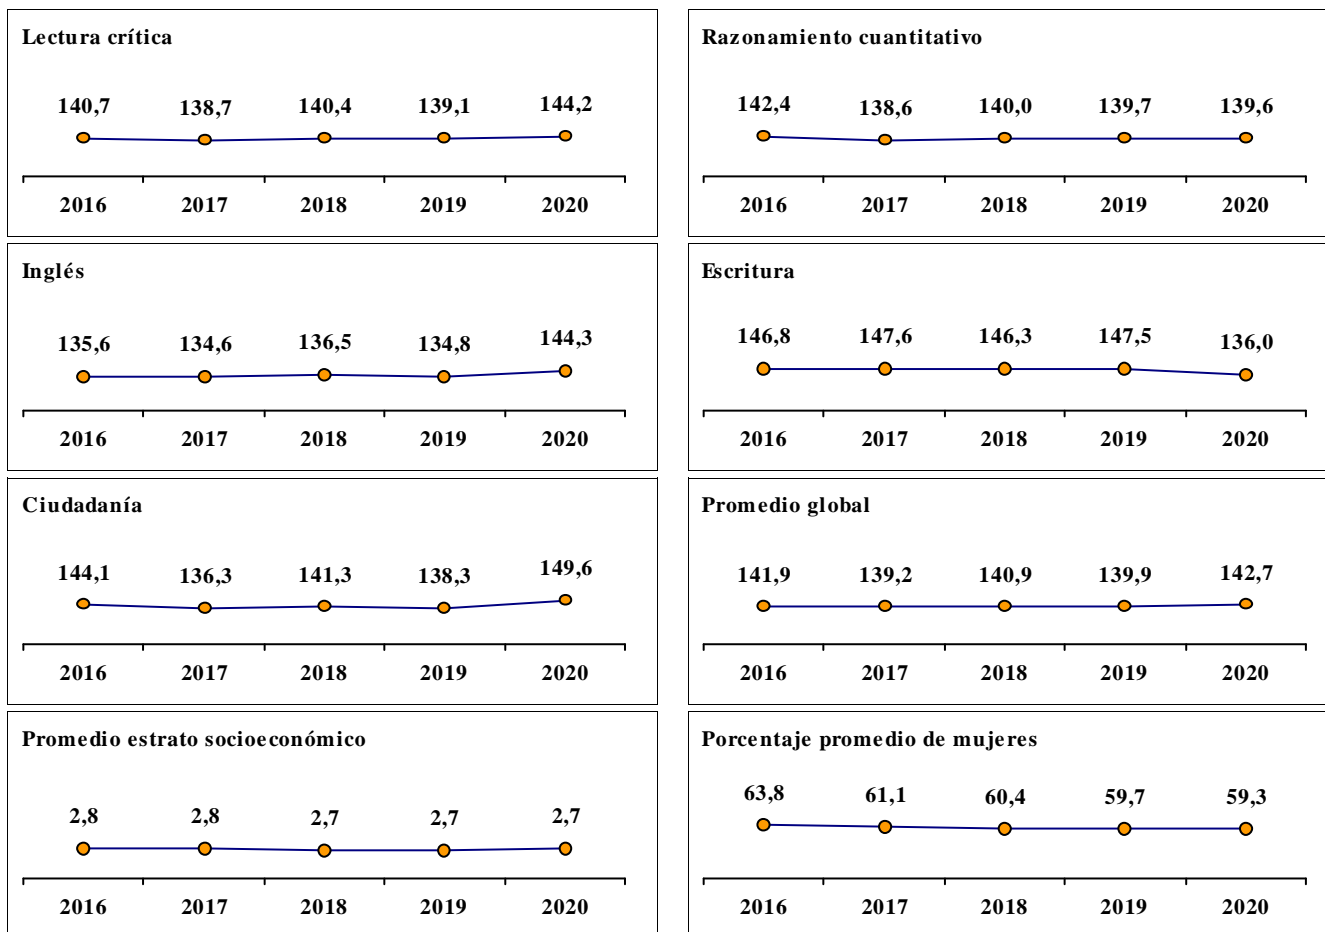 Lectura crítica
140,7 138,7 140,4 139,1 144,2
2016 2017 2018 2019 2020
Razonamiento cuantitativo
142,4 138,6 140,0 139,7 139,6
2016 2017 2018 2019 2020
Inglés
135,6 134,6 136,5 134,8 144,3
2016 2017 2018 2019 2020
Escritura
146,8 147,6 146,3 147,5 136,0
2016 2017 2018 2019 2020
Ciudadanía
144,1 136,3 141,3 138,3 149,6
2016 2017 2018 2019 2020
Promedio global
141,9 139,2 140,9 139,9 142,7
2016 2017 2018 2019 2020
Promedio estrato socioeconómico
2,8 2,8 2,7 2,7 2,7
2016 2017 2018 2019 2020
Porcentaje promedio de mujeres
63,8 61,1 60,4 59,7 59,3
2016 2017 2018 2019 2020